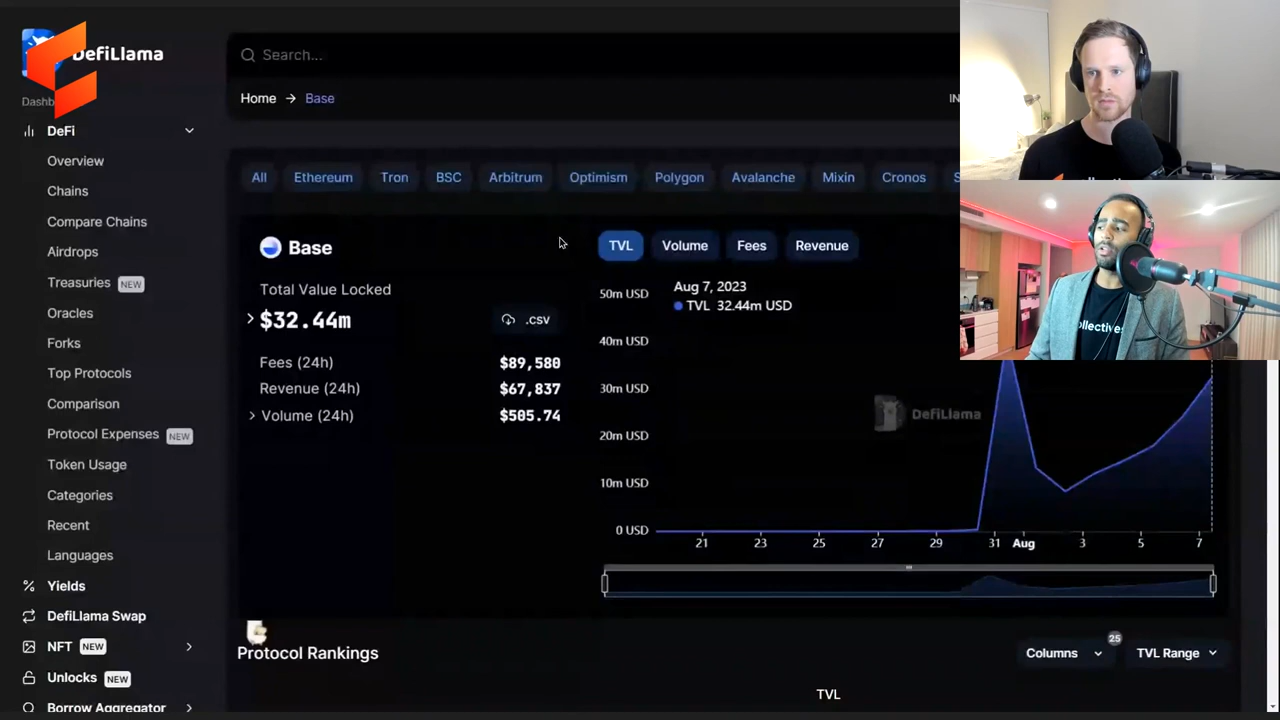 DefiLlama
Search...
Dashb
Home → Base
IN
DeFi
Overview
Chains
Compare Chains
Airdrops
Treasuries NEW
Oracles
Forks
Top Protocols
Comparison
Protocol Expenses NEW
Token Usage
Categories
Recent
Languages
Yields
DefiLlama Swap
NFT NEW
Unlocks NEW
Borrow Aggregator
All Ethereum Tron BSC Arbitrum Optimism Polygon Avalanche Mixin Cronos
Base
Total Value Locked
$32.44m
.csv
Fees (24h) $89,580
Revenue (24h) $67,837
Volume (24h) $505.74
TVL Volume Fees Revenue
Aug 7, 2023
TVL 32.44m USD
50m USD
40m USD
30m USD
20m USD
10m USD
0 USD
DefiLlama
21 23 25 27 29 31 Aug 3 5 7
Protocol Rankings
Columns 25
TVL Range
TVL
ollective
collectives